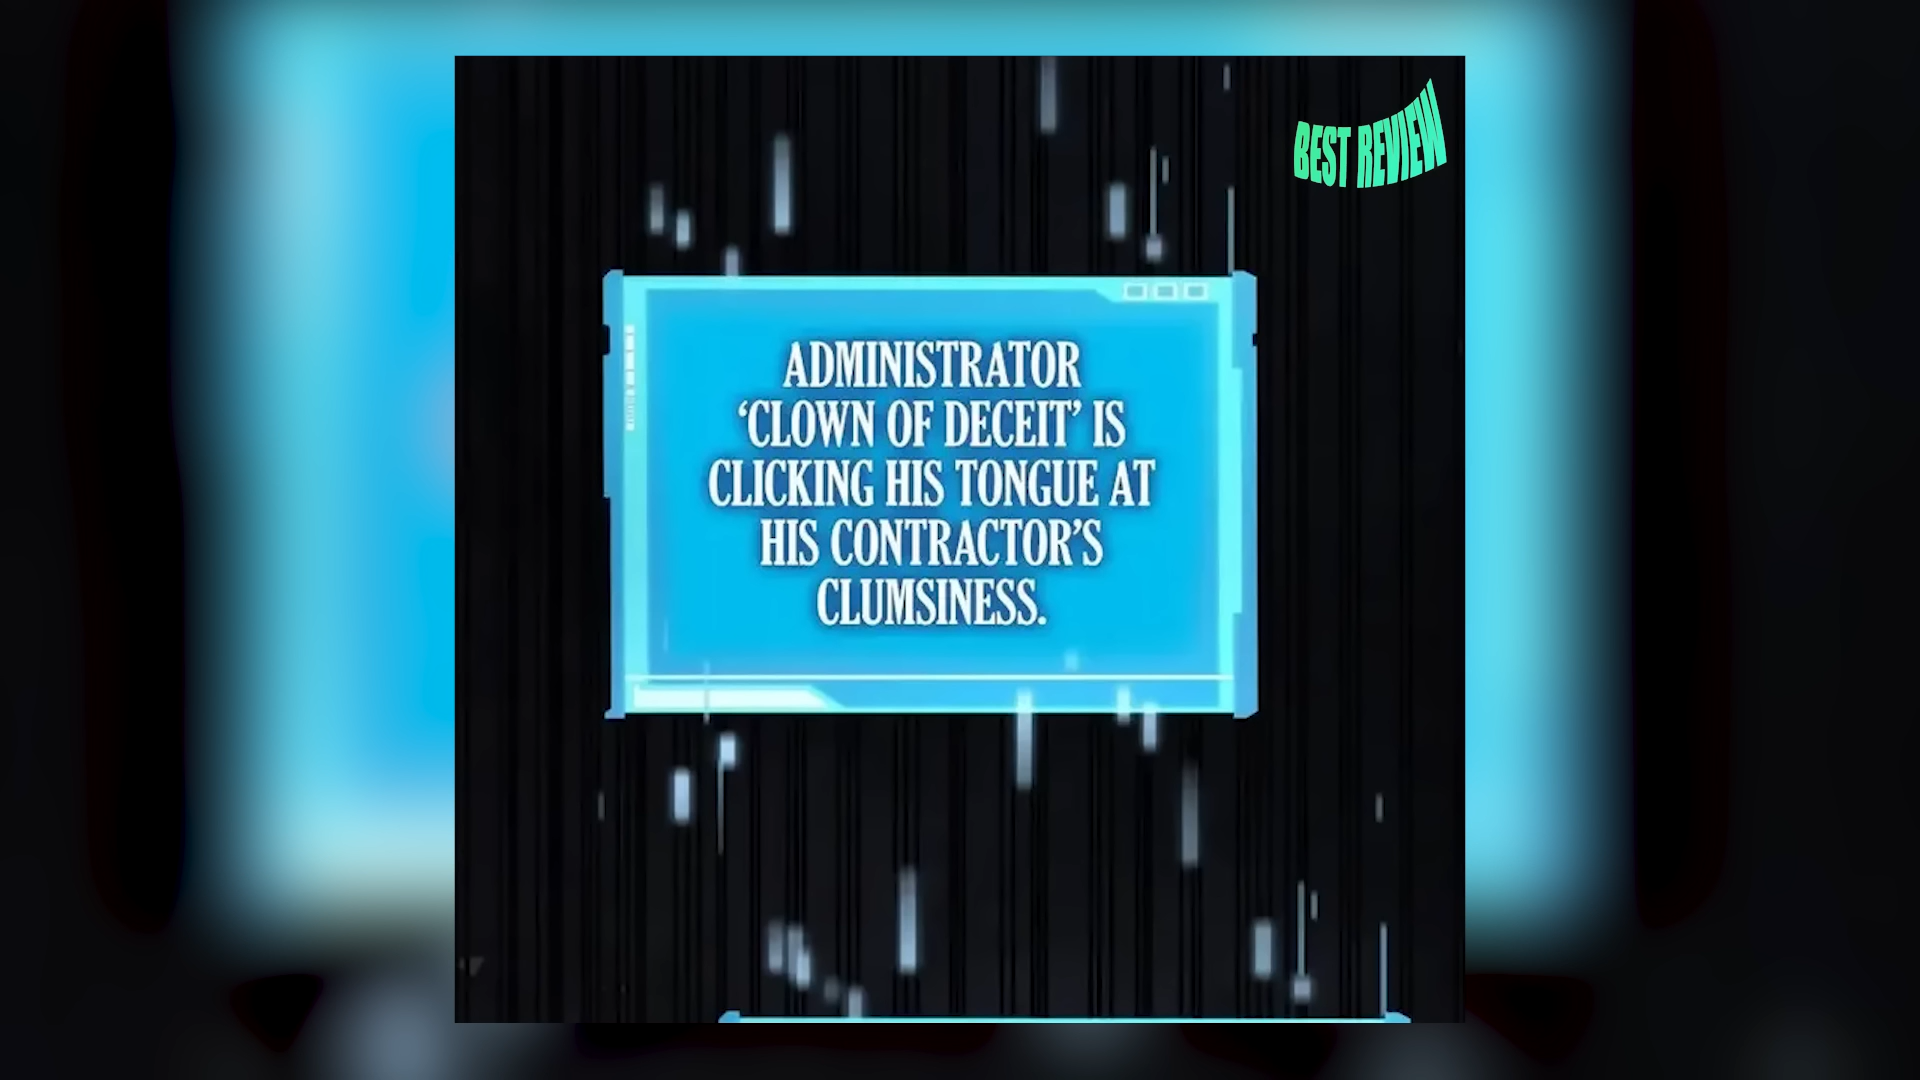 BEST REVIEW
ADMINISTRATOR
‘CLOWN OF DECEIT’ IS
CLICKING HIS TONGUE AT
HIS CONTRACTOR’S
CLUMSINESS.